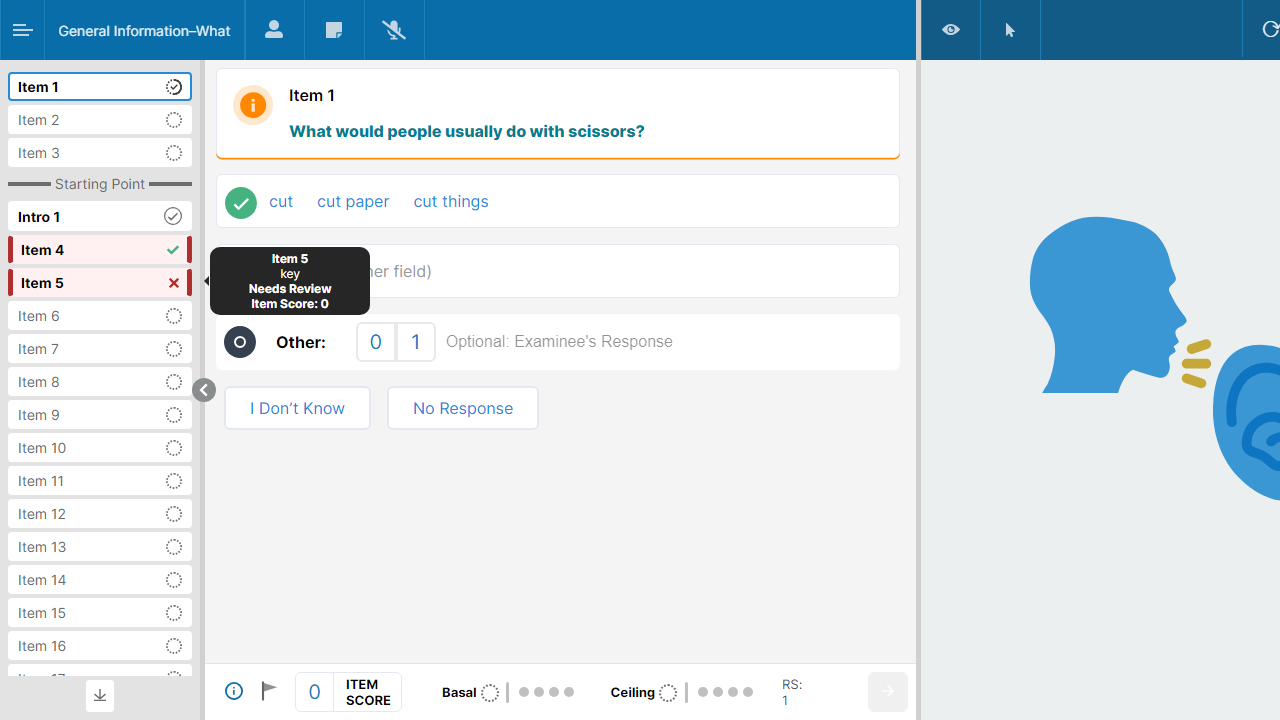 General Information–What
Item 1
Item 2
Item 3
Starting Point
Intro 1
Item 4
Item 5
Item 6
Item 7
Item 8
Item 9
Item 10
Item 11
Item 12
Item 13
Item 14
Item 15
Item 16
Item 1
What would people usually do with scissors?
cut cut paper cut things
Item 5
key
Needs Review
Item Score: 0
field)
Other: 0 1 Optional: Examinee's Response
I Don’t Know No Response
0 ITEM SCORE
Basal Ceiling
RS:
1